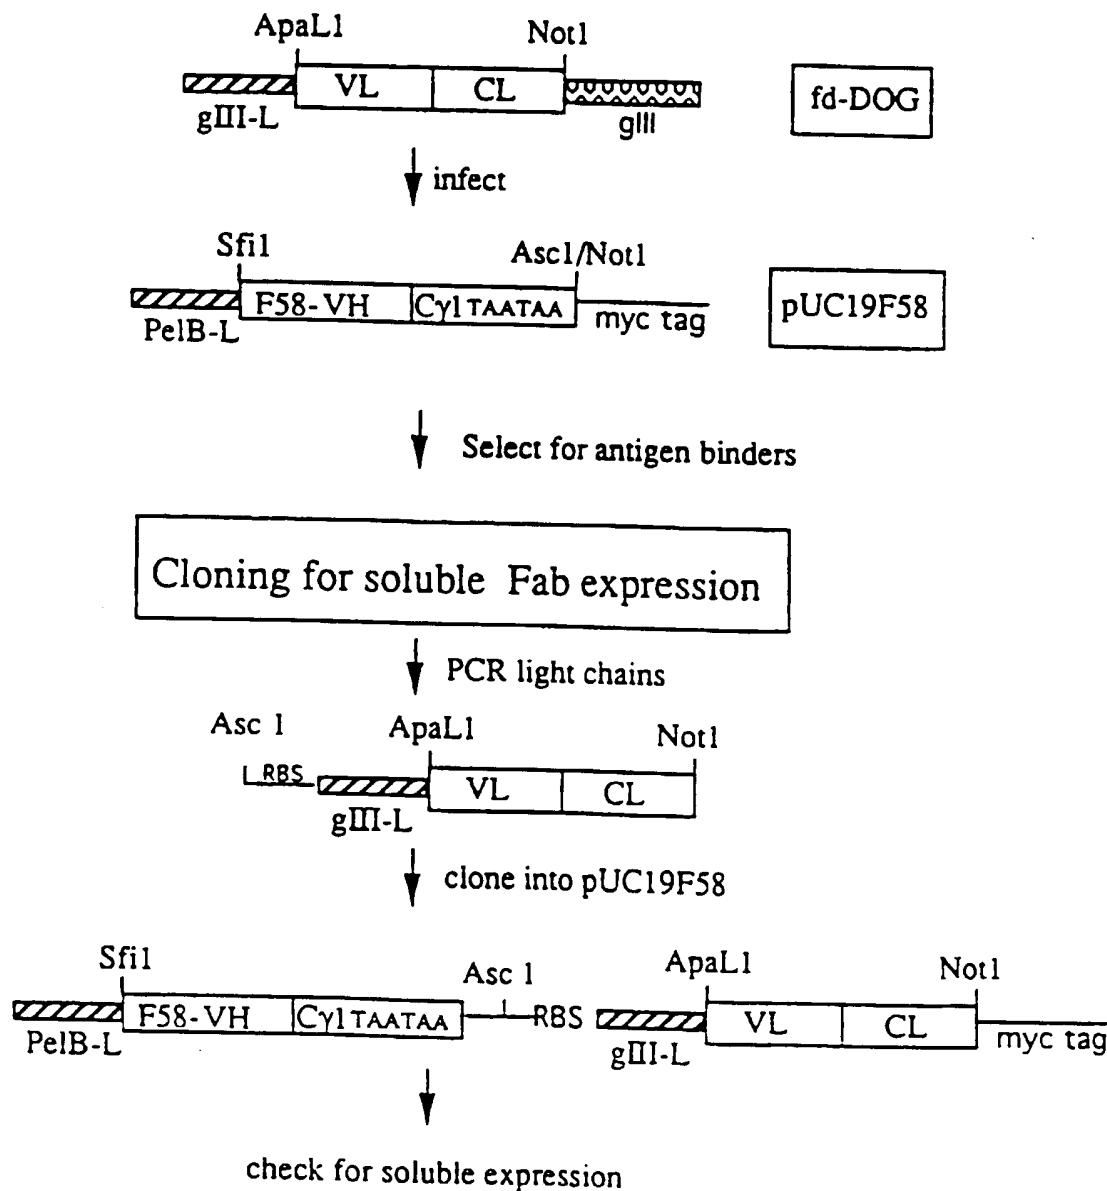 ApaL1 Not1
VL CL
fd-DOG
gIII-L gIII
infect
Sfi1 Asc1/Not1
F58-VH Cγ1 TAATAA
pUC19F58
PelB-L myc tag
Select for antigen binders
Cloning for soluble Fab expression
PCR light chains
Asc 1 ApaL1 Not1
RBS VL CL
gIII-L
clone into pUC19F58
Sfi1 Asc 1 ApaL1 Not1
F58-VH Cγ1 TAATAA RBS VL CL
PelB-L gIII-L myc tag
check for soluble expression